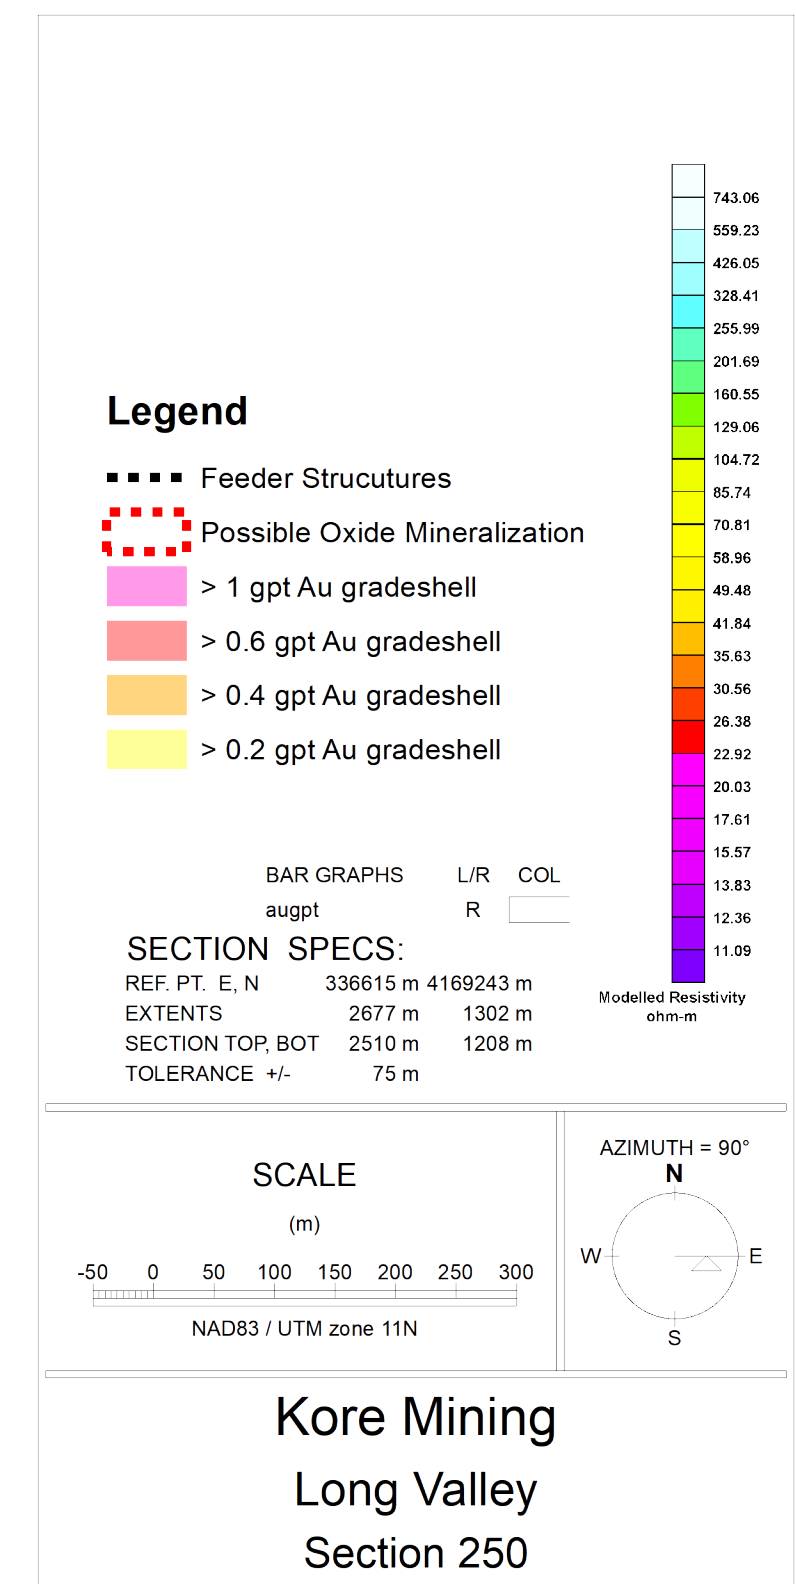 743.06
559.23
426.05
328.41
255.99
201.69
160.55
129.06
104.72
85.74
70.81
58.96
49.48
41.84
35.63
30.56
26.38
22.92
20.03
17.61
15.57
13.83
12.36
11.09
Modelled Resistivity
ohm-m
Legend
Feeder Strucutures
Possible Oxide Mineralization
> 1 gpt Au gradeshell
> 0.6 gpt Au gradeshell
> 0.4 gpt Au gradeshell
> 0.2 gpt Au gradeshell
BAR GRAPHS L/R COL
augpt R
SECTION SPECS:
REF. PT. E, N 336615 m 4169243 m
EXTENTS 2677 m 1302 m
SECTION TOP, BOT 2510 m 1208 m
TOLERANCE +/- 75 m
SCALE
(m)
-50 0 50 100 150 200 250 300
NAD83 / UTM zone 11N
AZIMUTH = 90°
N
W E
S
Kore Mining
Long Valley
Section 250